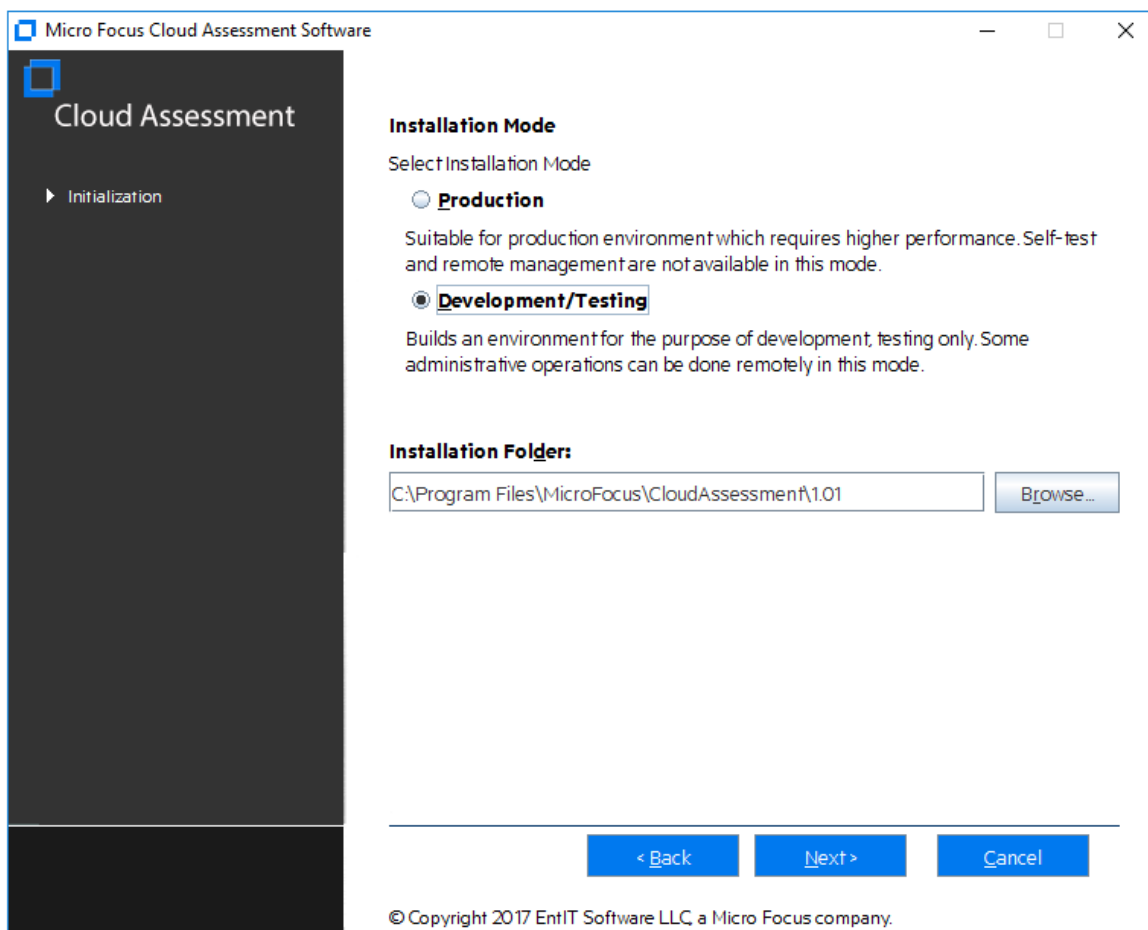 Micro Focus Cloud Assessment Software
Cloud Assessment
Initialization
Installation Mode
Select Installation Mode
Production
Suitable for production environment which requires higher performance. Self-test
and remote management are not available in this mode.
Development/Testing
Builds an environment for the purpose of development, testing only. Some
administrative operations can be done remotely in this mode.
Installation Folder:
C:\Program Files\MicroFocus\CloudAssessment\1.01
Browse...
< Back
Next >
Cancel
© Copyright 2017 EntIT Software LLC, a Micro Focus company.